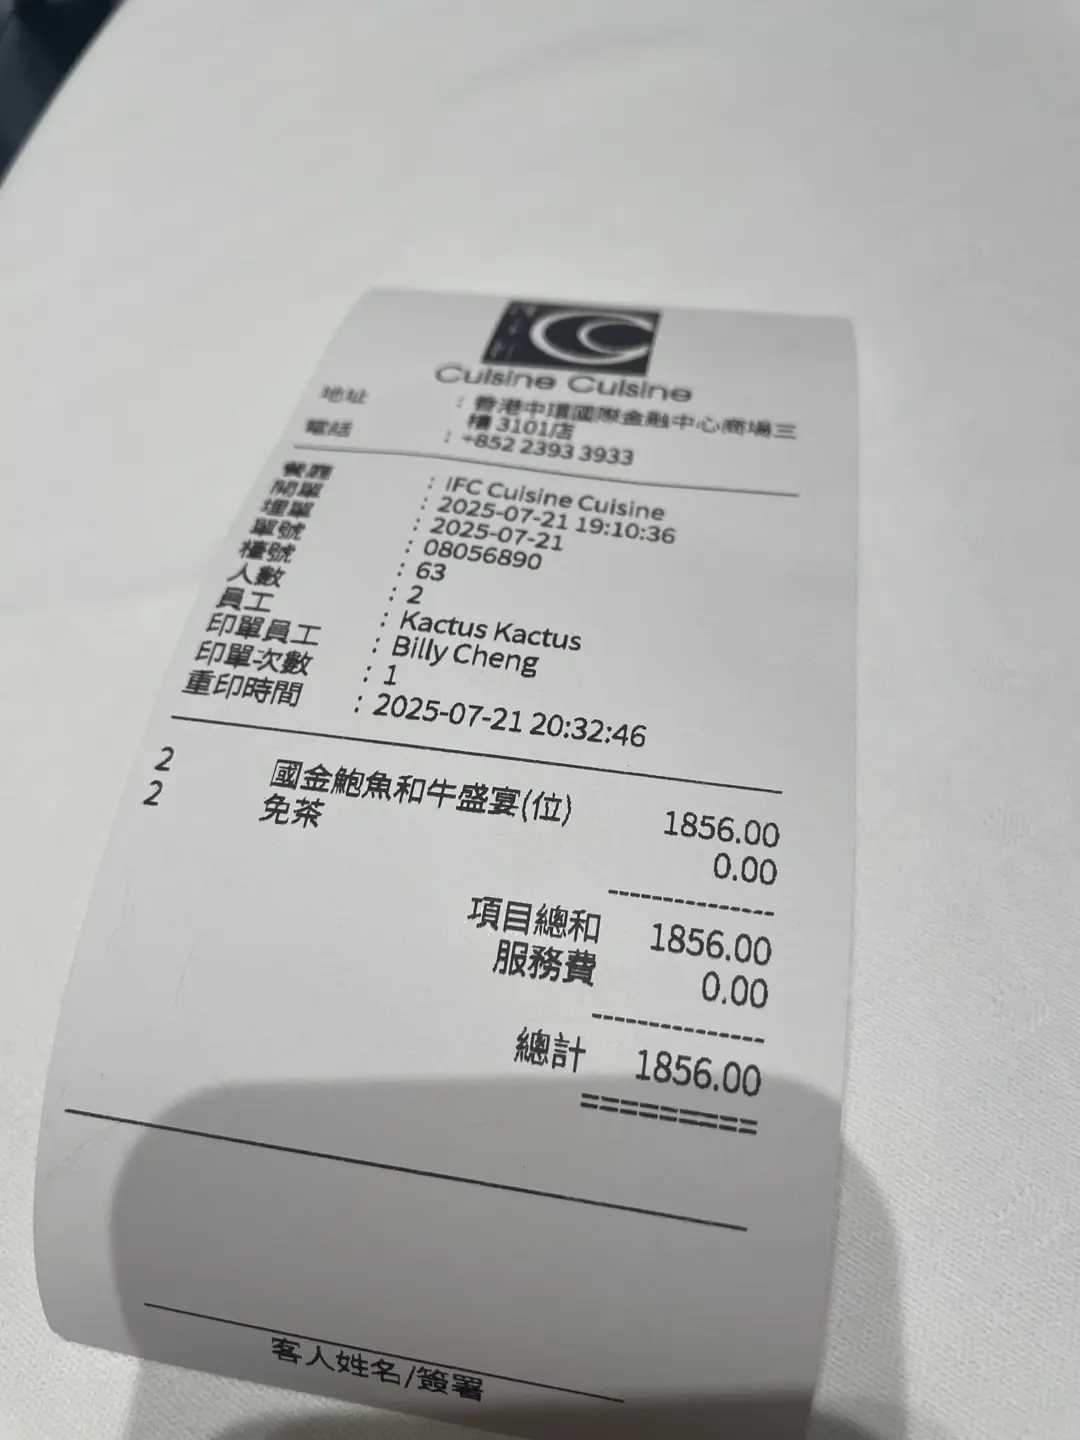 Cuisine Cuisine
地址 : 香港中環國際金融中心商場三
樓 3101店
電話 : +852 2393 3933
餐廳 : IFC Cuisine Cuisine
開單 : 2025-07-21 19:10:36
埋單 : 2025-07-21
單號 : 08056890
檯號 : 63
人數 : 2
員工 : Kactus Kactus
印單員工 : Billy Cheng
印單次數 : 1
重印時間 : 2025-07-21 20:32:46
2 國金鮑魚和牛盛宴(位) 1856.00
2 免茶 0.00
項目總和 1856.00
服務費 0.00
總計 1856.00
客人姓名/簽署